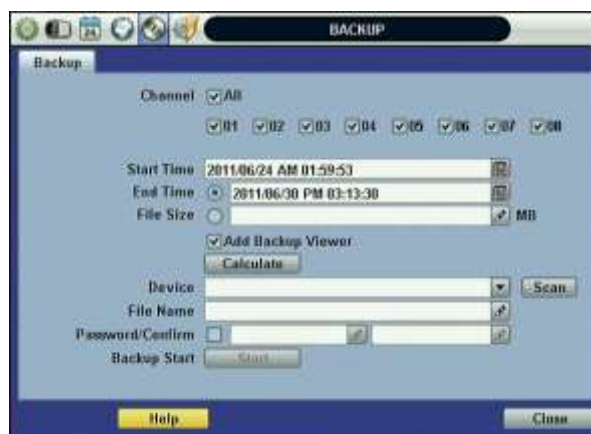 24
BACKUP
Backup
Channel All
01 02 03 04 05 06 07 08
Start Time 2011/06/24 AM 01:59:53
End Time 2011/06/30 PM 03:13:30
File Size MB
Add Backup Viewer
Calculate
Device Scan
File Name
Password/Confirm
Backup Start Start
Help Close